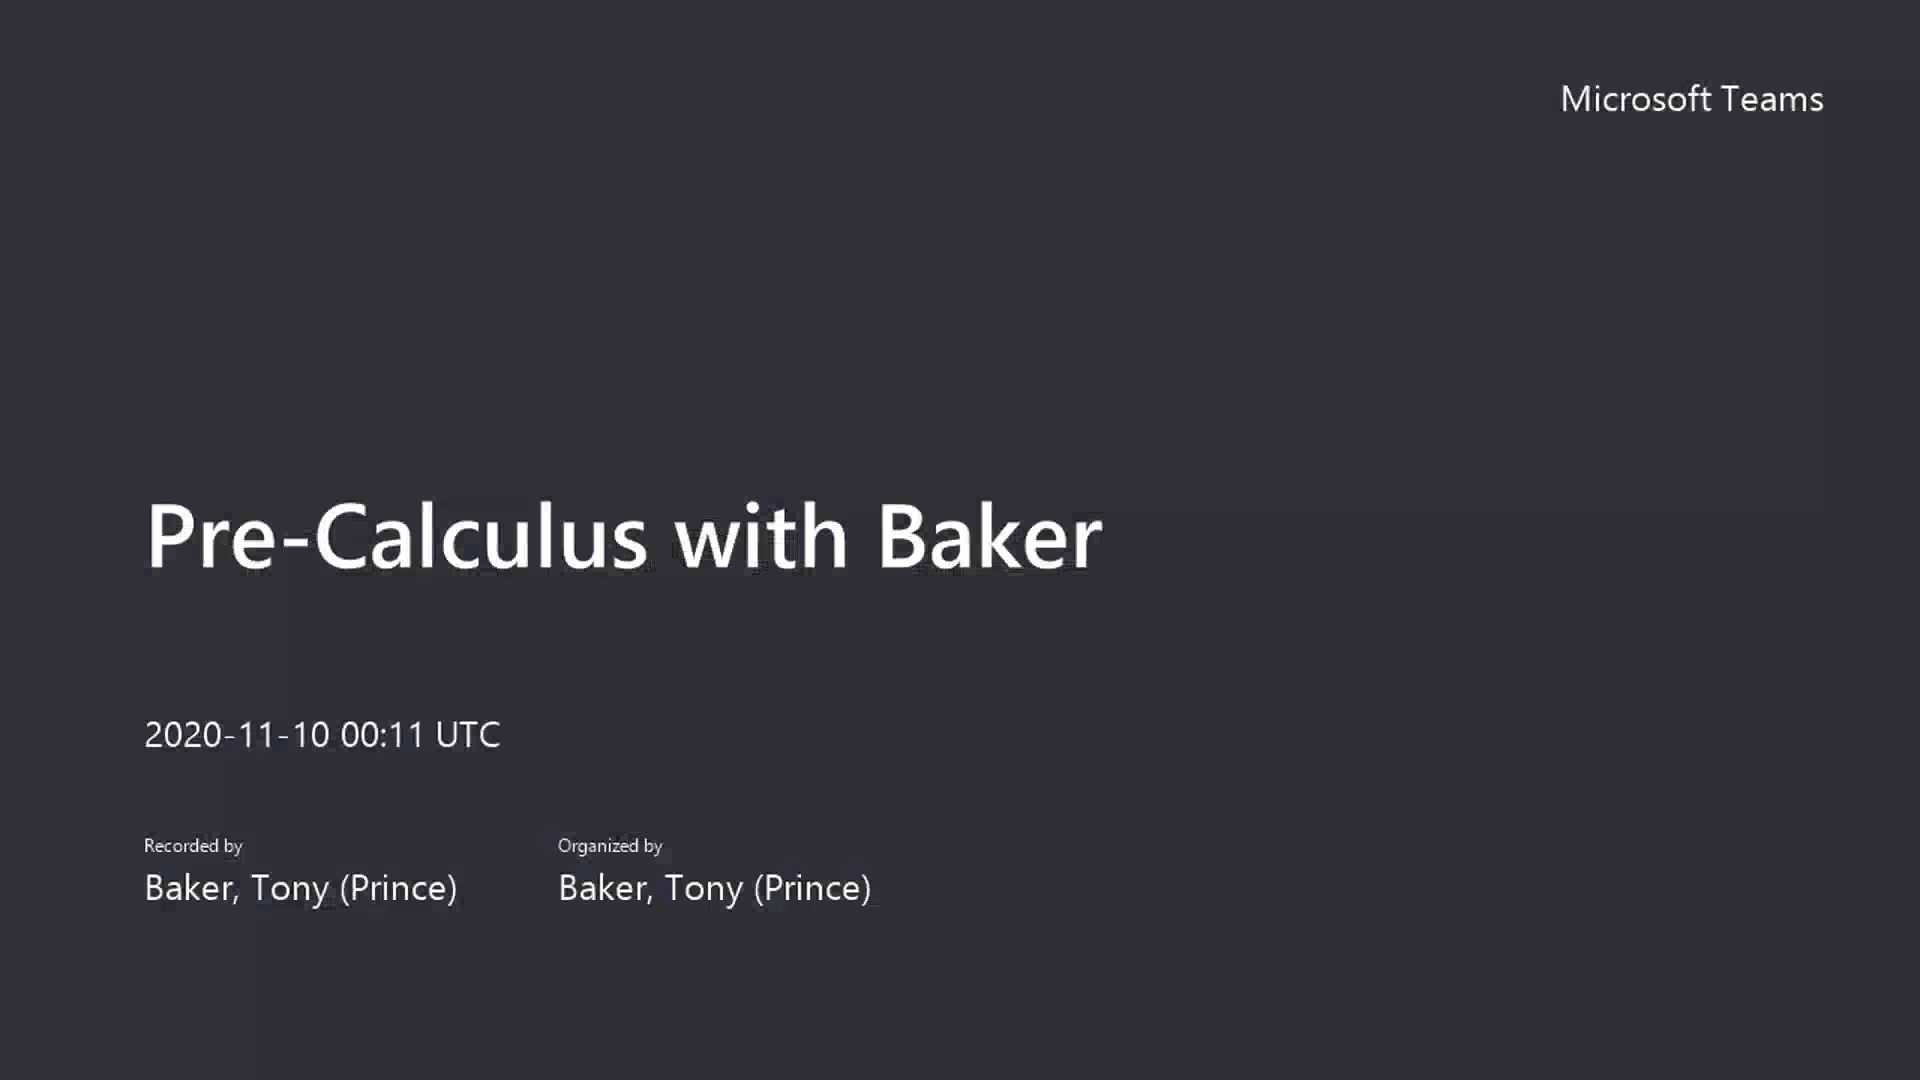 Microsoft Teams
Pre-Calculus with Baker
2020-11-10 00:11 UTC
Recorded by
Baker, Tony (Prince)
Organized by
Baker, Tony (Prince)